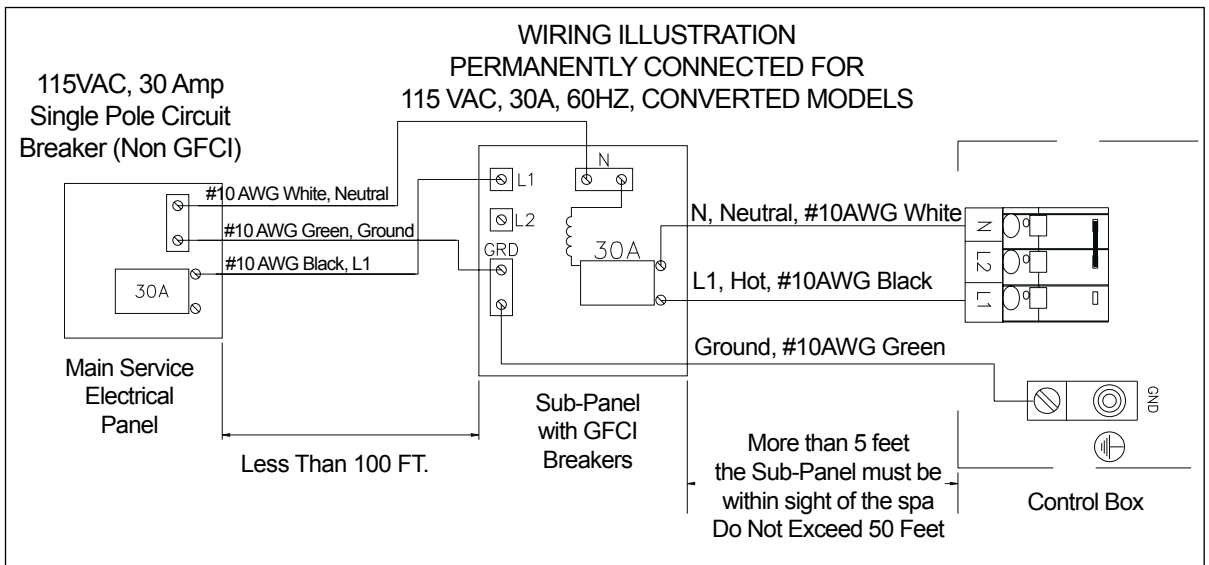 WIRING ILLUSTRATION
PERMANENTLY CONNECTED FOR
115 VAC, 30A, 60HZ, CONVERTED MODELS
115VAC, 30 Amp
Single Pole Circuit
Breaker (Non GFCI)
#10 AWG White, Neutral
#10 AWG Green, Ground
#10 AWG Black, L1
30A
Main Service
Electrical
Panel
Less Than 100 FT.
L1
N
L2
GRD
30A
Sub-Panel
with GFCI
Breakers
N, Neutral, #10AWG White
L1, Hot, #10AWG Black
Ground, #10AWG Green
More than 5 feet
the Sub-Panel must be
within sight of the spa
Do Not Exceed 50 Feet
N
L2
L1
GND
Control Box